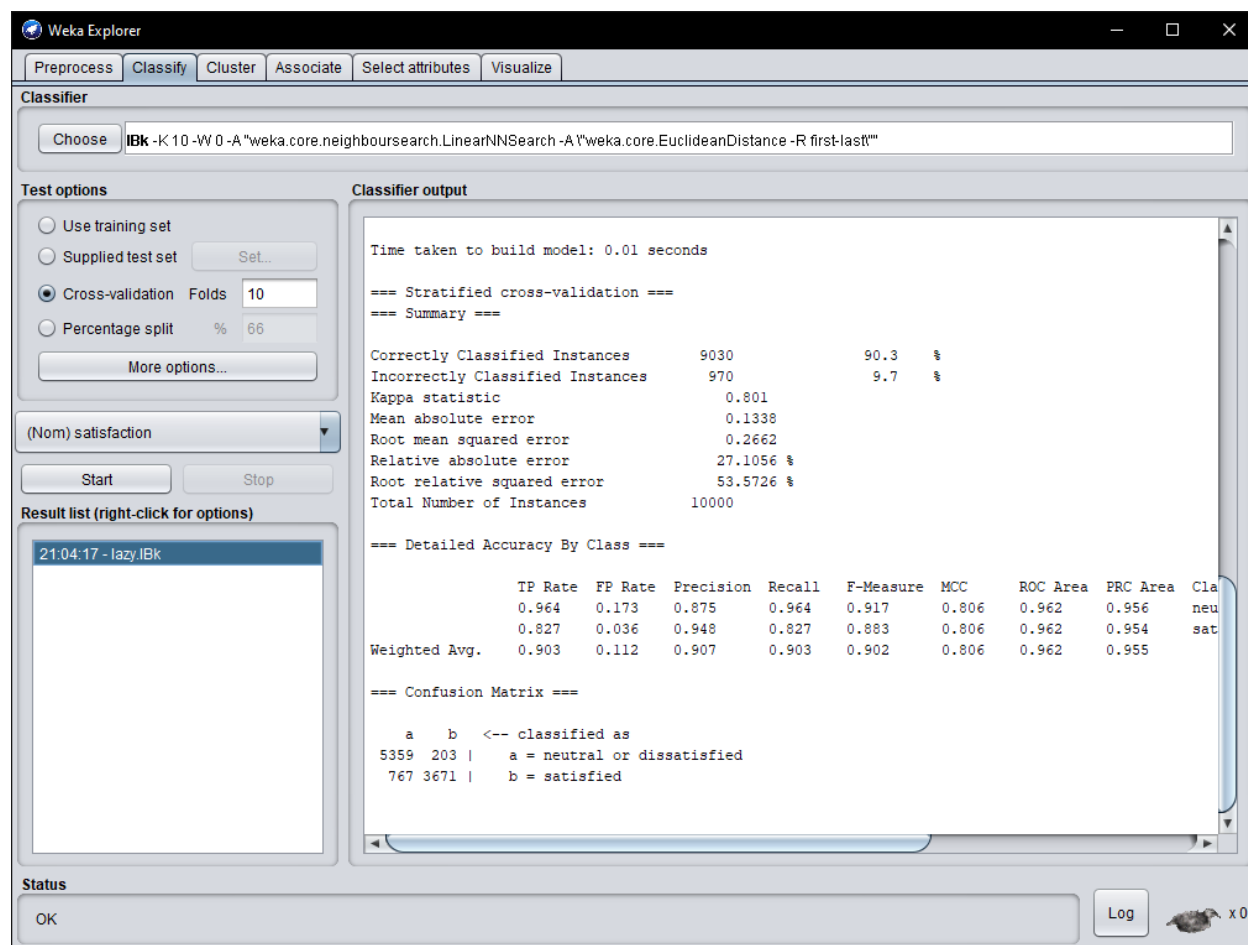 Weka Explorer
Preprocess Classify Cluster Associate Select attributes Visualize
Classifier
Choose IBk -K 10 -W 0 -A "weka.core.neighboursearch.LinearNNSearch -A \"weka.core.EuclideanDistance -R first-last\""
Test options
Use training set
Supplied test set Set...
Cross-validation Folds 10
Percentage split % 66
More options...
(Nom) satisfaction
Start Stop
Result list (right-click for options)
21:04:17 - lazy.IBk
Classifier output
Time taken to build model: 0.01 seconds
=== Stratified cross-validation ===
=== Summary ===
Correctly Classified Instances 9030 90.3 %
Incorrectly Classified Instances 970 9.7 %
Kappa statistic 0.801
Mean absolute error 0.1338
Root mean squared error 0.2662
Relative absolute error 27.1056 %
Root relative squared error 53.5726 %
Total Number of Instances 10000
=== Detailed Accuracy By Class ===
TP Rate FP Rate Precision Recall F-Measure MCC ROC Area PRC Area Cla
0.964 0.173 0.875 0.964 0.917 0.806 0.962 0.956 neu
0.827 0.036 0.948 0.827 0.883 0.806 0.962 0.954 sat
Weighted Avg. 0.903 0.112 0.907 0.903 0.902 0.806 0.962 0.955
=== Confusion Matrix ===
a b <-- classified as
5359 203 | a = neutral or dissatisfied
767 3671 | b = satisfied
Status
OK
Log x 0